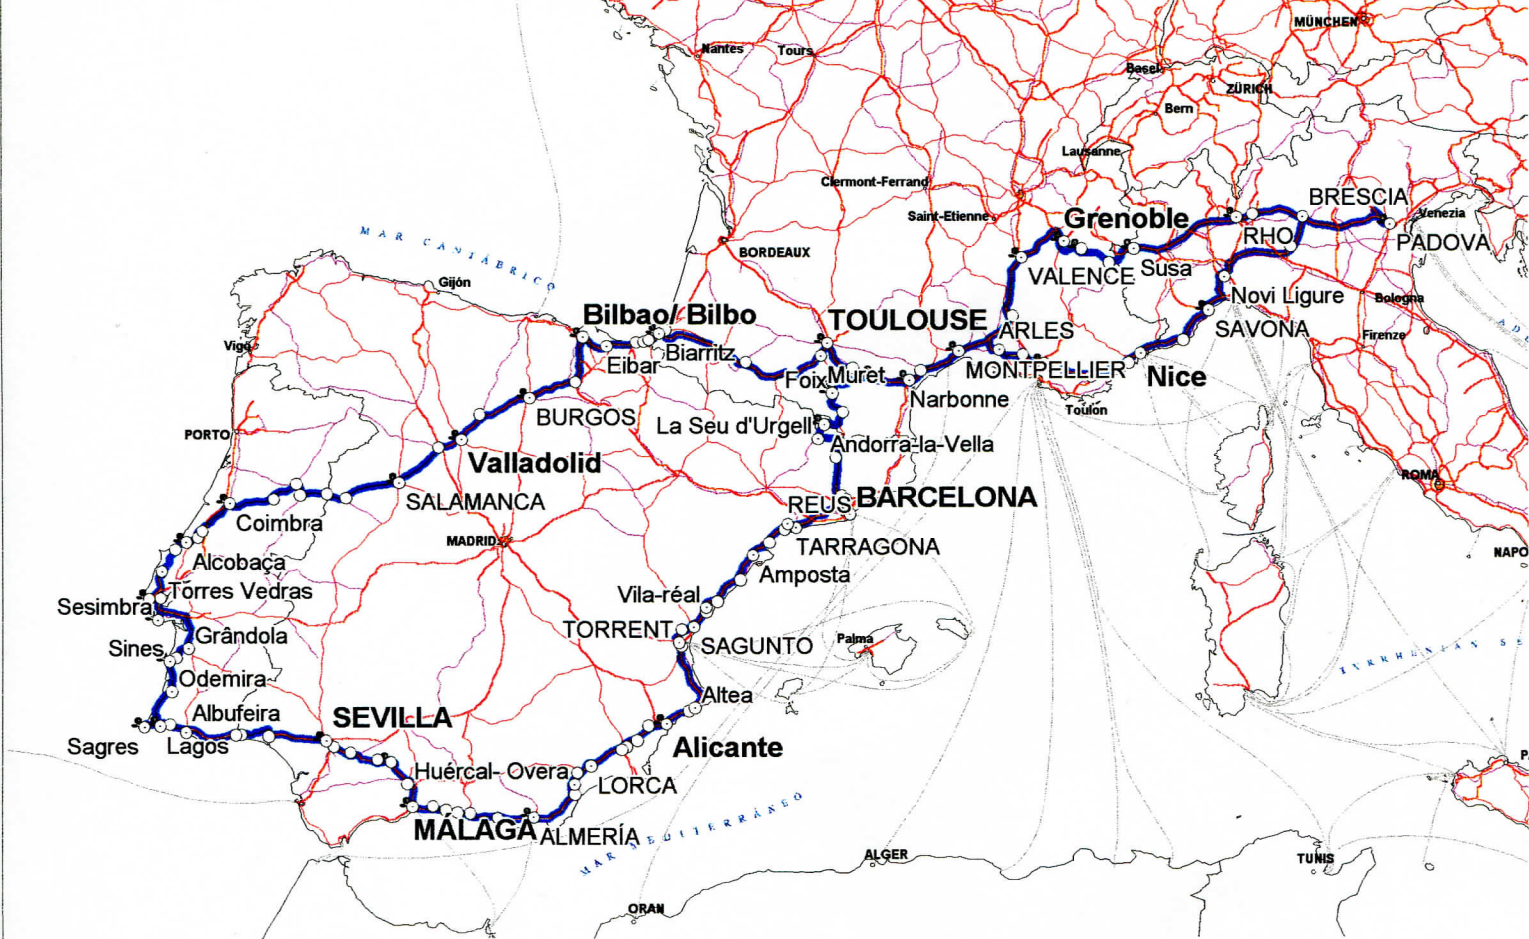 MÜNCHEN
Nantes
Tours
Basel
ZÜRICH
Bern
Lausanne
Clermont-Ferrand
Saint-Etienne
BRESCIA
Venezia
Grenoble
RHO
PADOVA
MAR CANTÁBRICO
BORDEAUX
VALENCE
Susa
Gijón
Novi Ligure
Bologna
Bilbao/ Bilbo
TOULOUSE
ARLES
SAVONA
Firenze
Vigo
Biarritz
Eibar
MONTPELLIER
Nice
Foix
Muret
Narbonne
Toulon
BURGOS
La Seu d'Urgell
PORTO
Andorra-la-Vella
Valladolid
ROMA
SALAMANCA
REUS
BARCELONA
Coimbra
MADRID
TARRAGONA
NAPO
Alcobaça
Amposta
Torres Vedras
Vila-réal
Sesimbra
Grândola
TORRENT
SAGUNTO
Palma
Sines
TYRRHENIAN SE
Odemira
Altea
Albufeira
SEVILLA
Sagres
Lagos
Alicante
Huércal- Overa
LORCA
MÁLAGA
ALMERÍA
MAR MEDITERRÁNEO
ALGER
TUNIS
ORAN